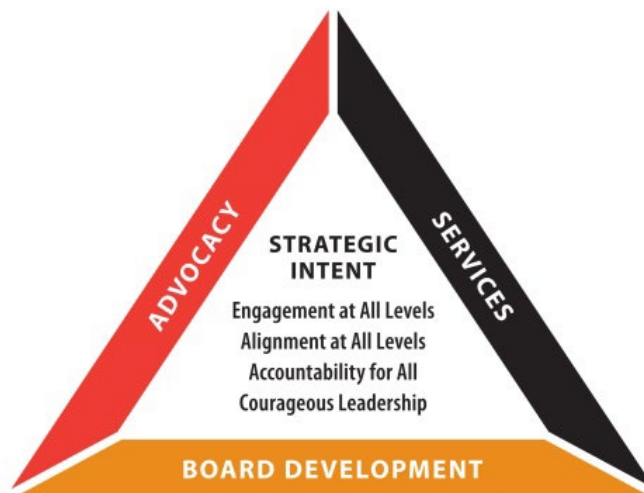 ADVOCACY
SERVICES
STRATEGIC
INTENT
Engagement at All Levels
Alignment at All Levels
Accountability for All
Courageous Leadership
BOARD DEVELOPMENT